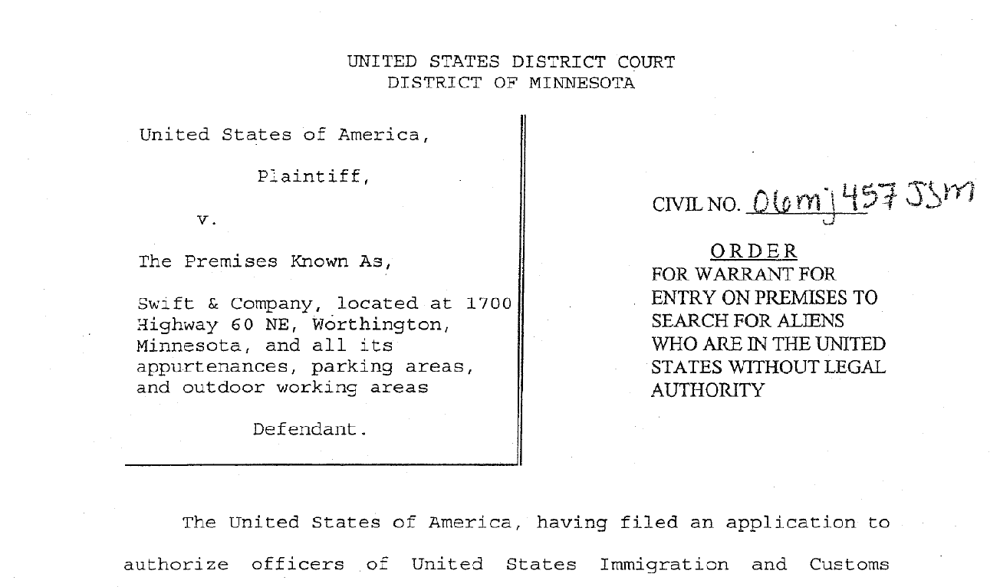 UNITED STATES DISTRICT COURT
DISTRICT OF MINNESOTA
United States of America,
Plaintiff,
v.
The Premises Known As,
Swift & Company, located at 1700
Highway 60 NE, Worthington,
Minnesota, and all its
appurtenances, parking areas,
and outdoor working areas
Defendant.
CIVIL NO. 06mj457 JSM
ORDER
FOR WARRANT FOR
ENTRY ON PREMISES TO
SEARCH FOR ALIENS
WHO ARE IN THE UNITED
STATES WITHOUT LEGAL
AUTHORITY
The United States of America, having filed an application to
authorize officers of United States Immigration and Customs